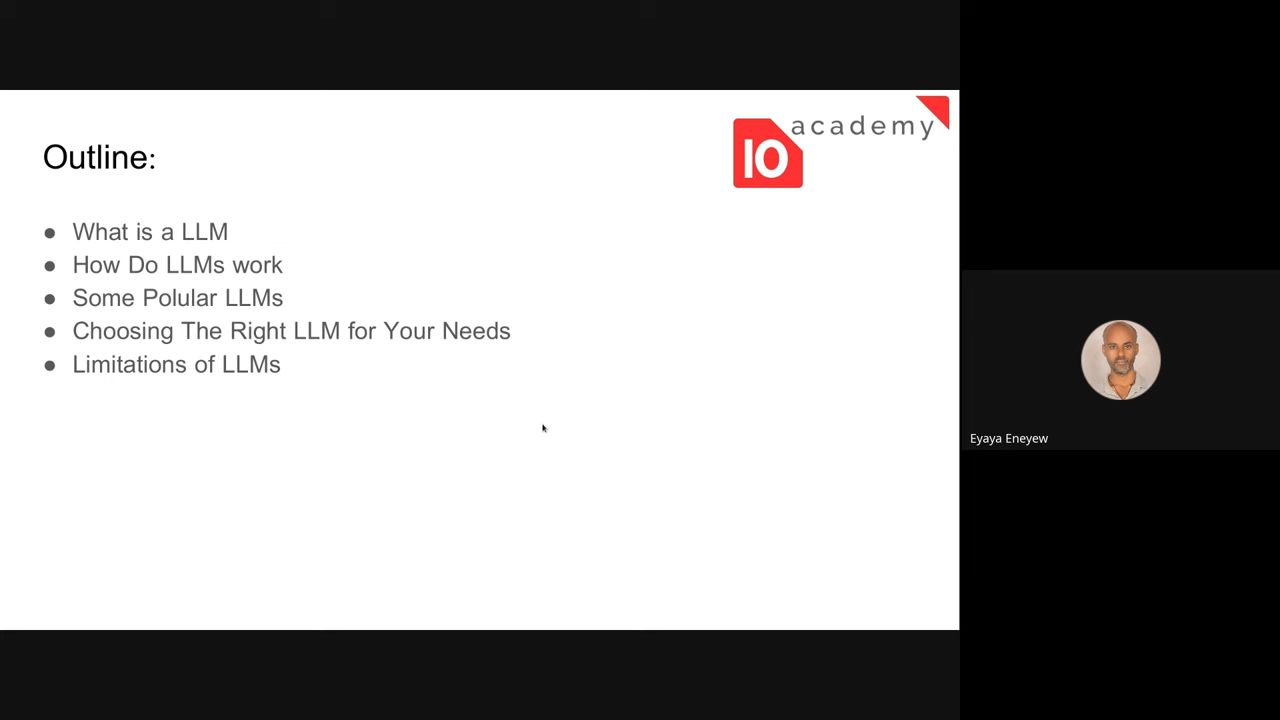 10 academy
Outline:
● What is a LLM
● How Do LLMs work
● Some Polular LLMs
● Choosing The Right LLM for Your Needs
● Limitations of LLMs
Eyaya Eneyew